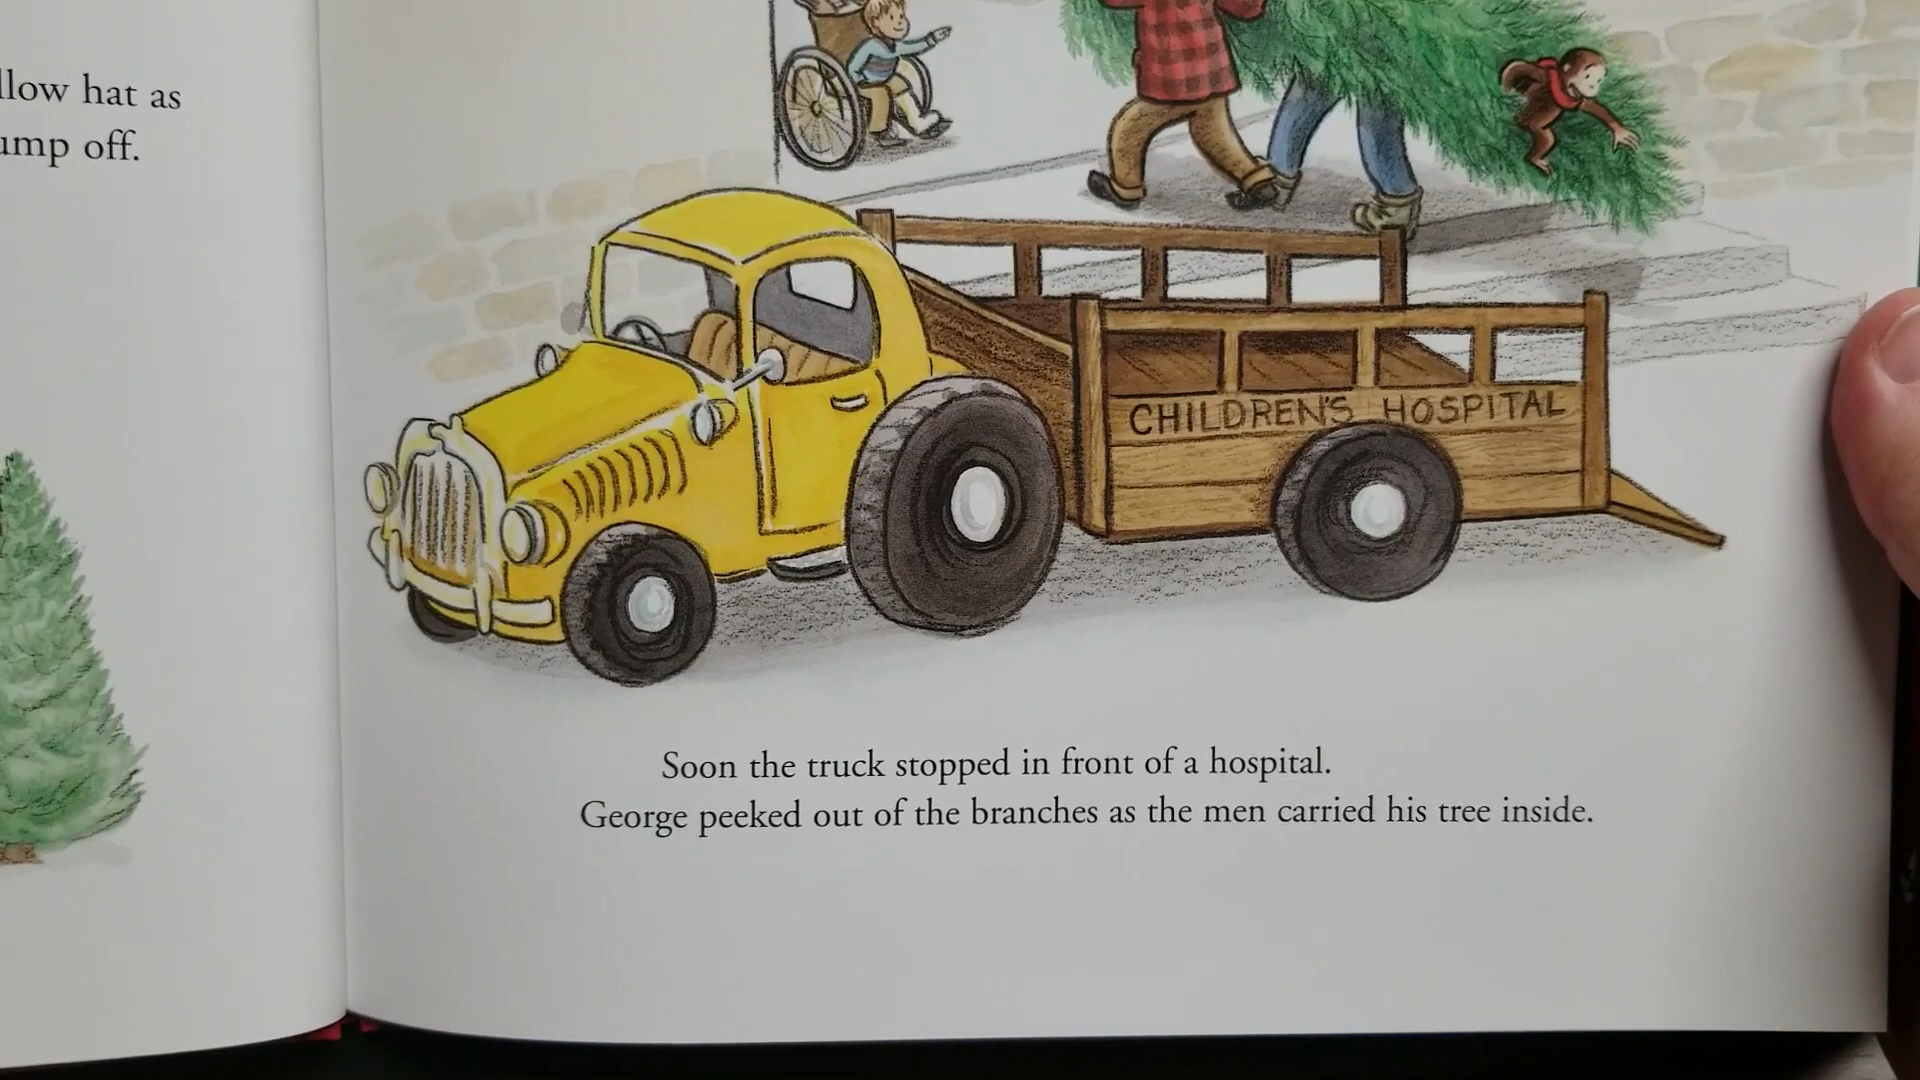 llow hat as
ump off.
CHILDREN'S HOSPITAL
Soon the truck stopped in front of a hospital.
George peeked out of the branches as the men carried his tree inside.